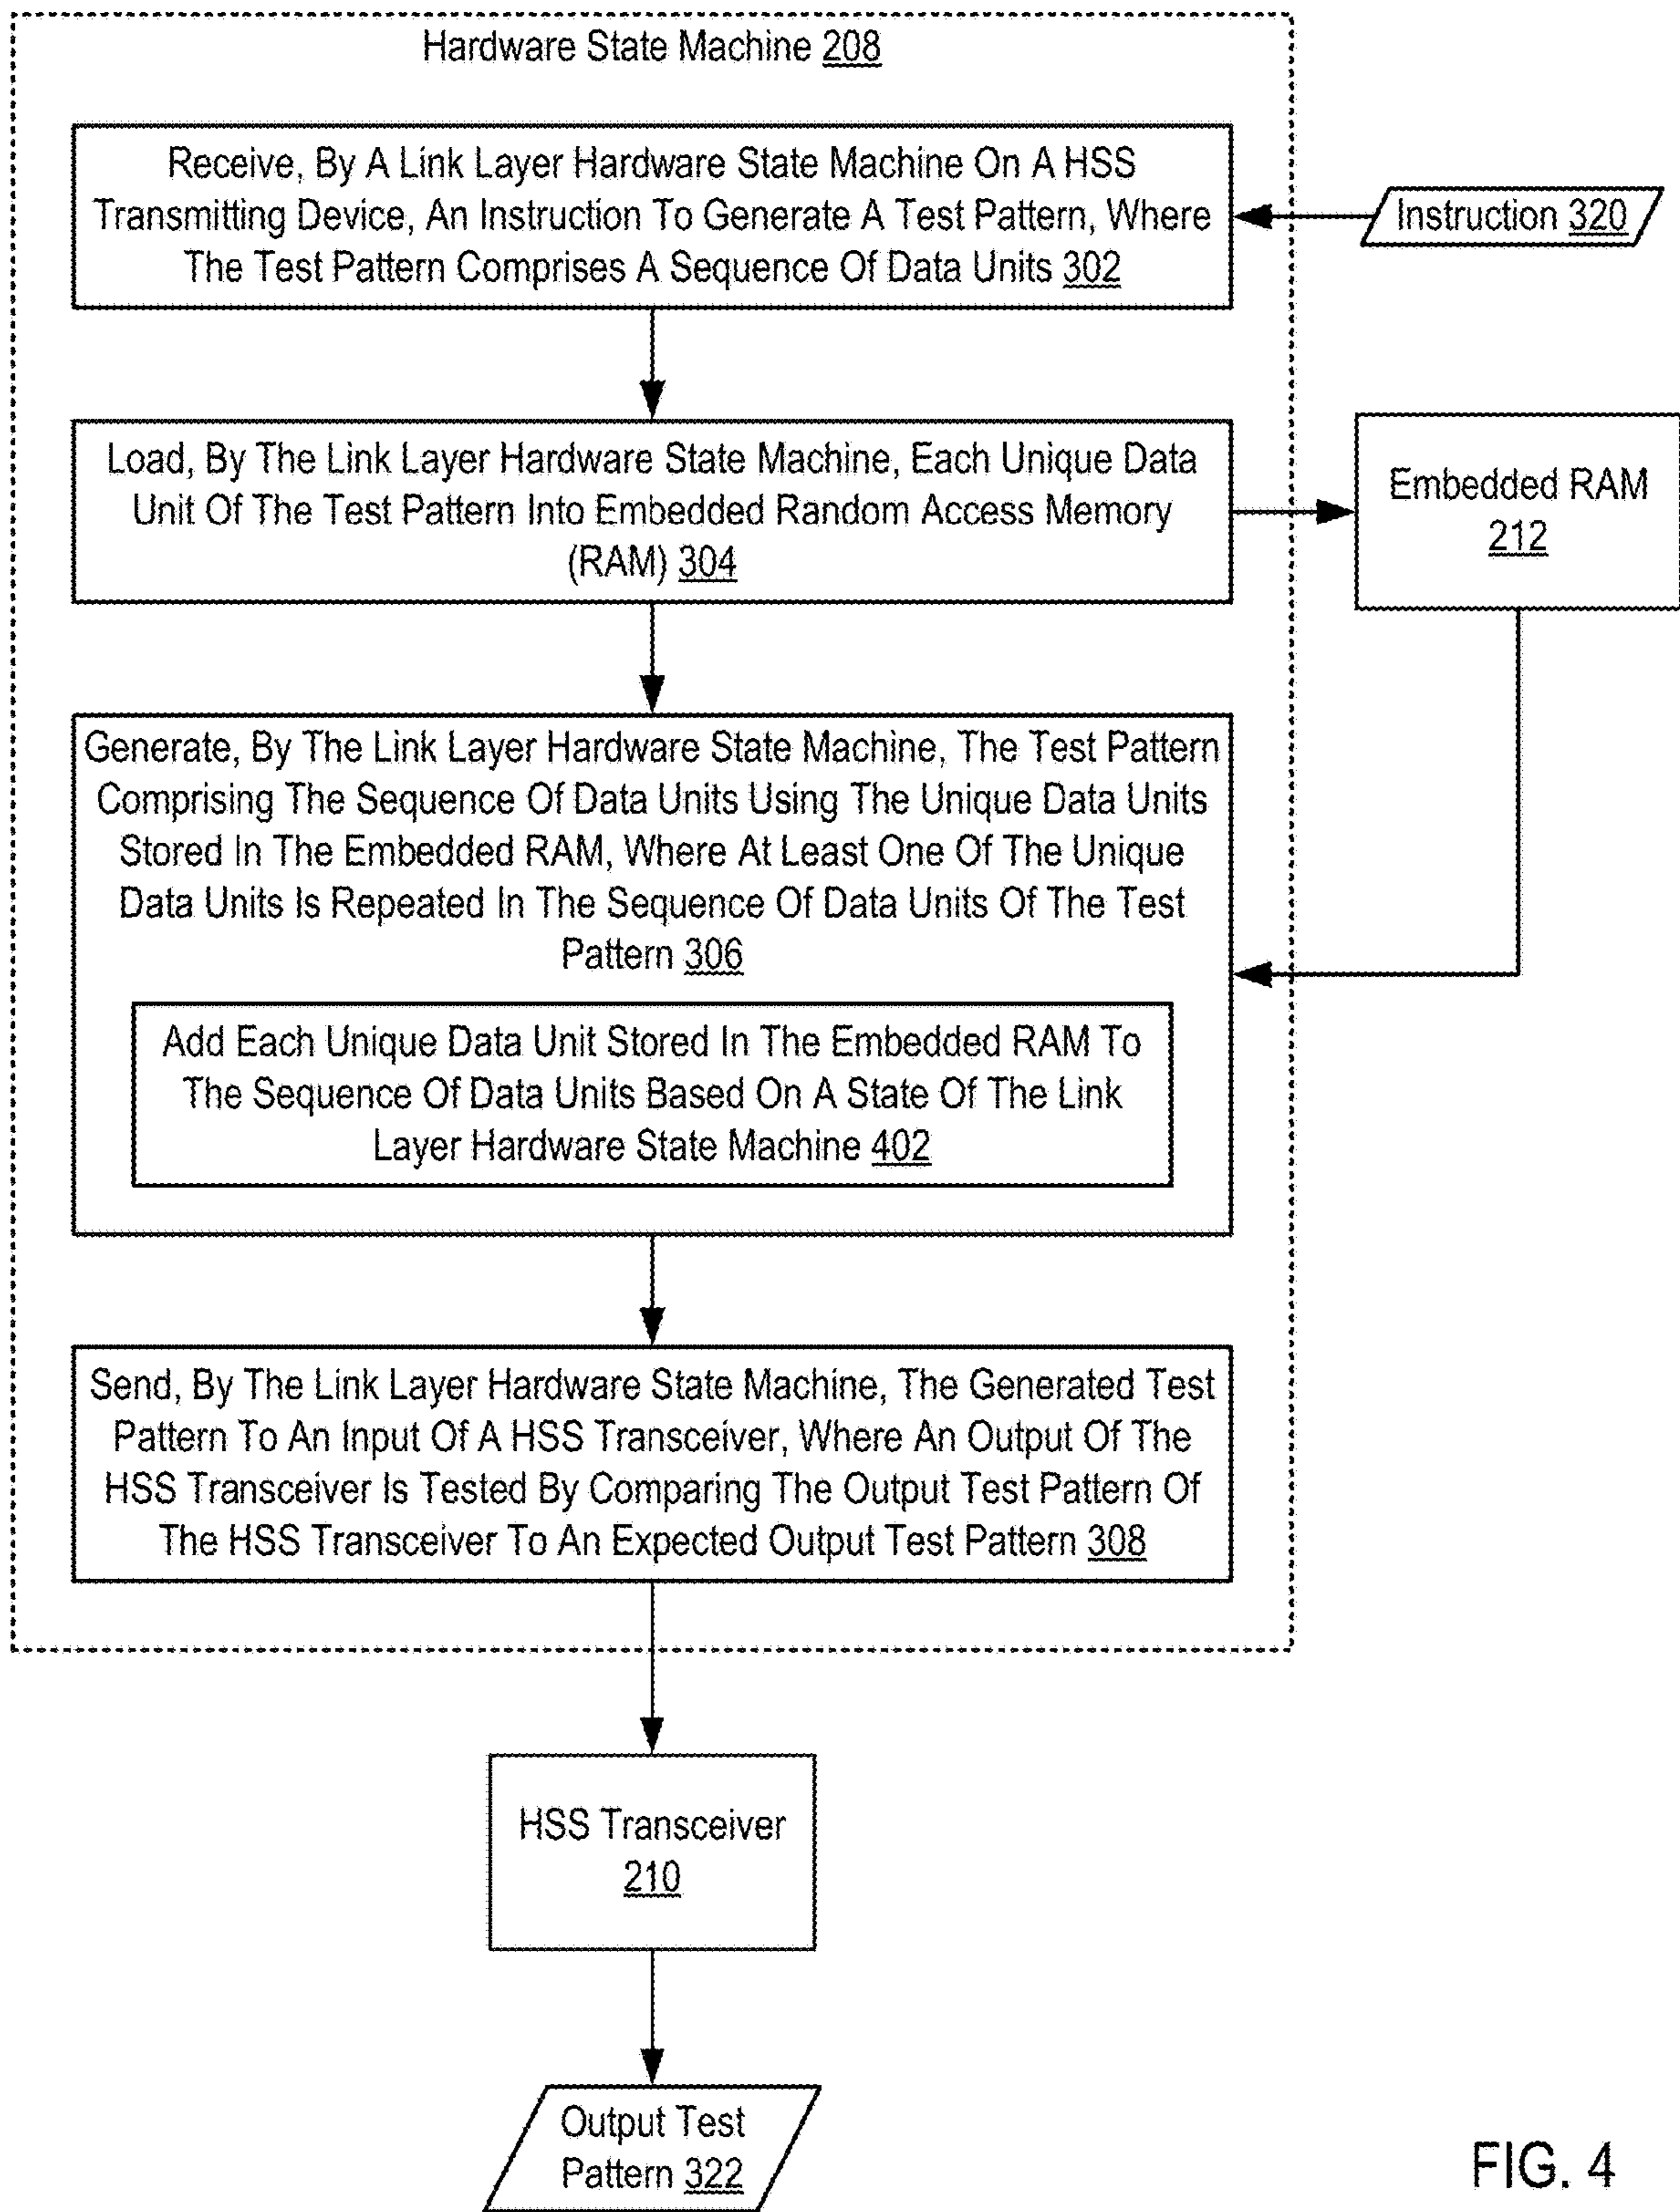 Hardware State Machine 208
Receive, By A Link Layer Hardware State Machine On A HSS
Transmitting Device, An Instruction To Generate A Test Pattern, Where
The Test Pattern Comprises A Sequence Of Data Units 302
Instruction 320
Load, By The Link Layer Hardware State Machine, Each Unique Data
Unit Of The Test Pattern Into Embedded Random Access Memory
(RAM) 304
Embedded RAM
212
Generate, By The Link Layer Hardware State Machine, The Test Pattern
Comprising The Sequence Of Data Units Using The Unique Data Units
Stored In The Embedded RAM, Where At Least One Of The Unique
Data Units Is Repeated In The Sequence Of Data Units Of The Test
Pattern 306
Add Each Unique Data Unit Stored In The Embedded RAM To
The Sequence Of Data Units Based On A State Of The Link
Layer Hardware State Machine 402
Send, By The Link Layer Hardware State Machine, The Generated Test
Pattern To An Input Of A HSS Transceiver, Where An Output Of The
HSS Transceiver Is Tested By Comparing The Output Test Pattern Of
The HSS Transceiver To An Expected Output Test Pattern 308
HSS Transceiver
210
Output Test
Pattern 322
FIG. 4